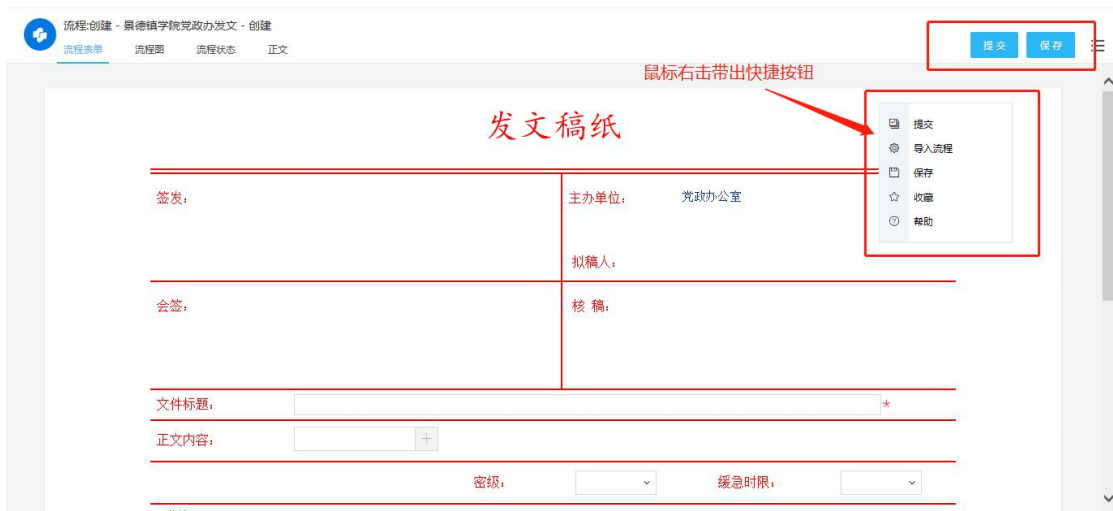 流程:创建 - 景德镇学院党政办发文 - 创建
流程表单 流程图 流程状态 正文
提交 保存
鼠标右击带出快捷按钮
发文稿纸
提交
导入流程
保存
收藏
帮助
签发:
主办单位: 党政办公室
拟稿人:
会签:
核 稿:
文件标题: *
正文内容: +
密级: 缓急时限: